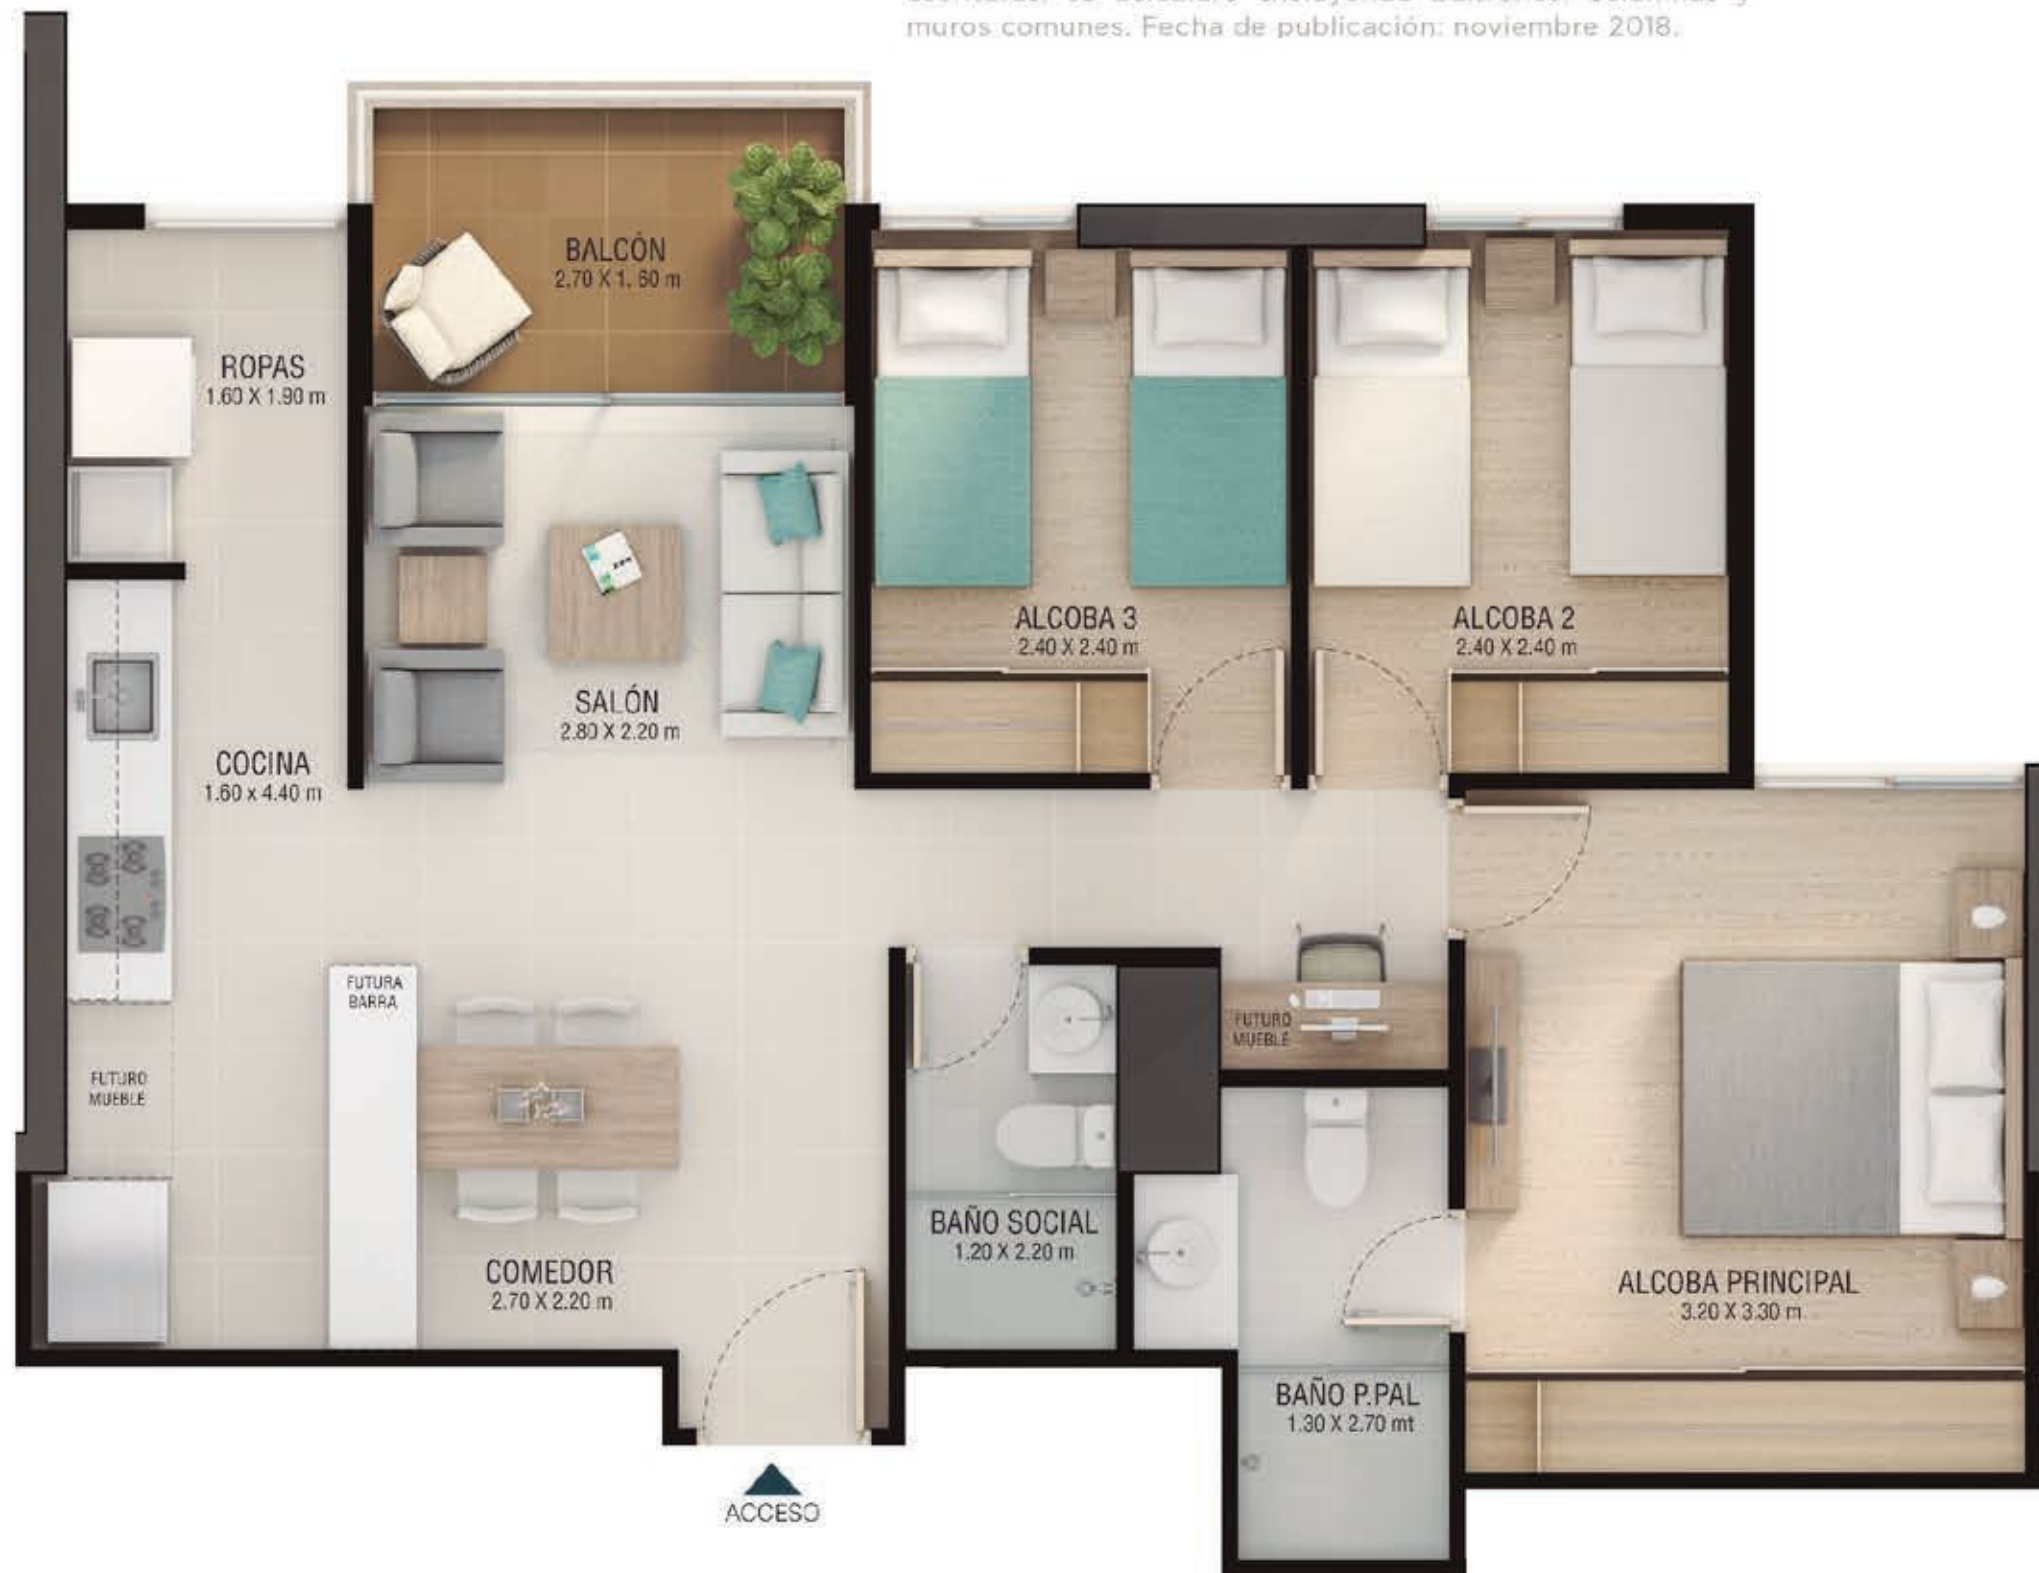 muros comunes. Fecha de publicación: noviembre 2018.
BALCÓN
2.70 X 1. 60 m
ROPAS
1.60 X 1.90 m
ALCOBA 3
2.40 X 2.40 m
ALCOBA 2
2.40 X 2.40 m
SALÓN
2.80 X 2.20 m
COCINA
1.60 x 4.40 m
FUTURA
BARRA
FUTURO
MUEBLE
FUTURO
MUEBLE
BAÑO SOCIAL
1.20 X 2.20 m
COMEDOR
2.70 X 2.20 m
ALCOBA PRINCIPAL
3.20 X 3.30 m
BAÑO P.PAL
1.30 X 2.70 mt
ACCESO